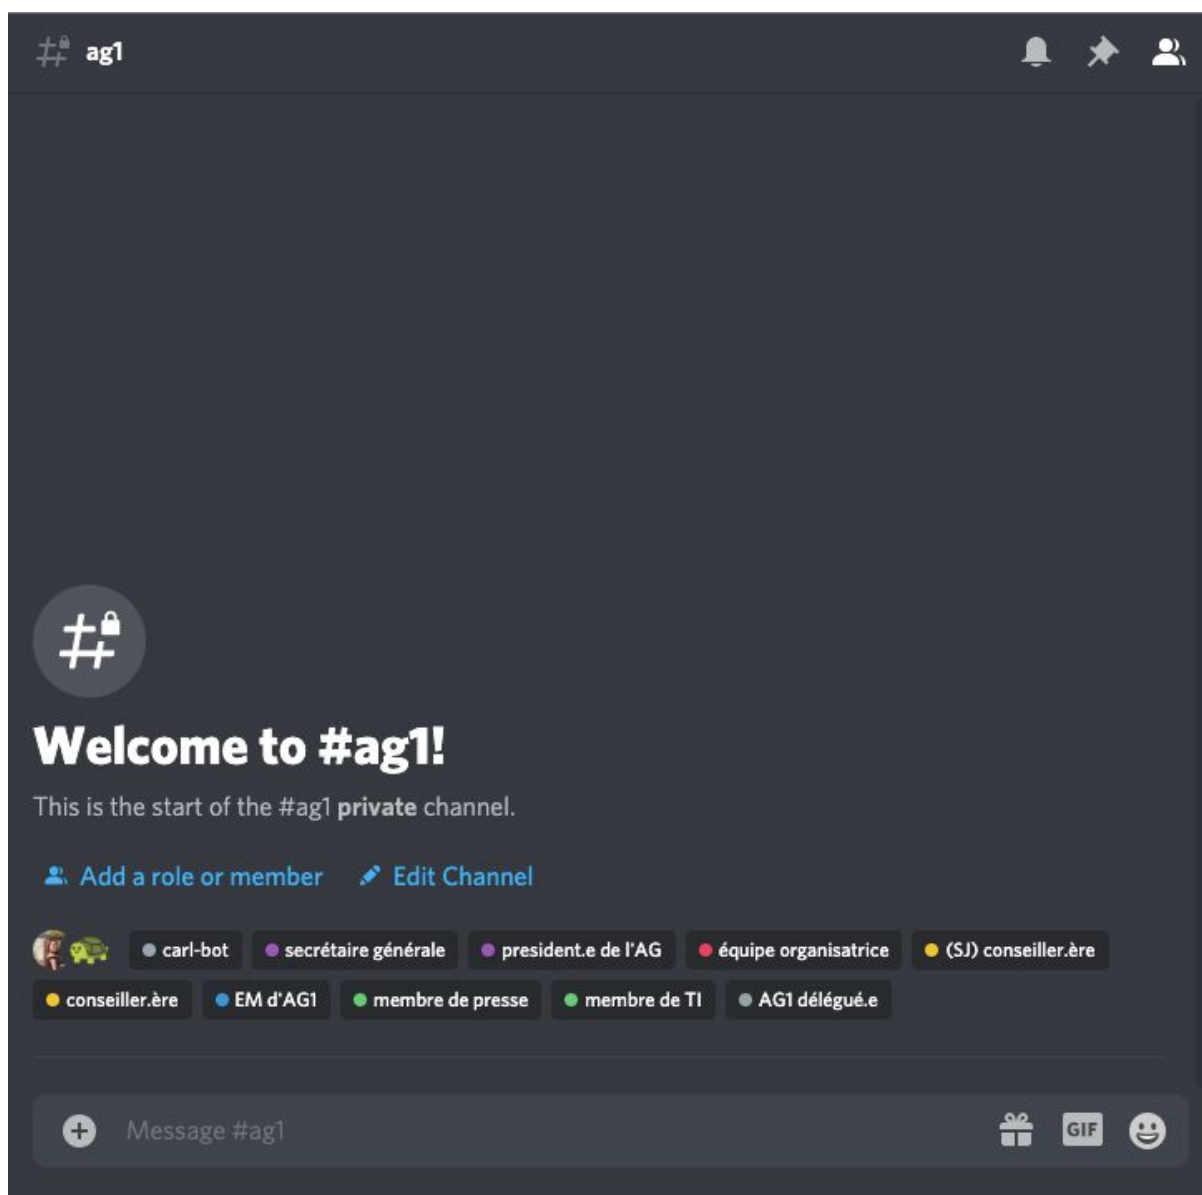 ag1
Welcome to #ag1!
This is the start of the #ag1 private channel.
Add a role or member Edit Channel
carl-bot secrétaire générale president.e de l'AG équipe organisatrice (SJ) conseiller.ère
conseiller.ère EM d'AG1 membre de presse membre de TI AG1 délégué.e
Message #ag1 GIF